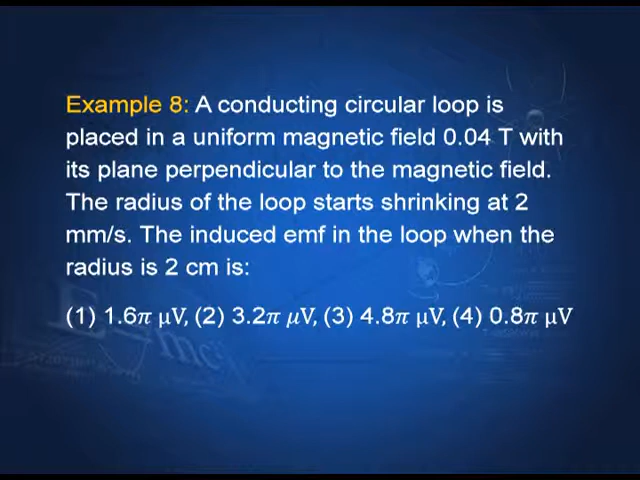 Example 8: A conducting circular loop is
placed in a uniform magnetic field 0.04 T with
its plane perpendicular to the magnetic field.
The radius of the loop starts shrinking at 2
mm/s. The induced emf in the loop when the
radius is 2 cm is:
(1) 1.6π μV, (2) 3.2π μV, (3) 4.8π μV, (4) 0.8π μV
E=mc²